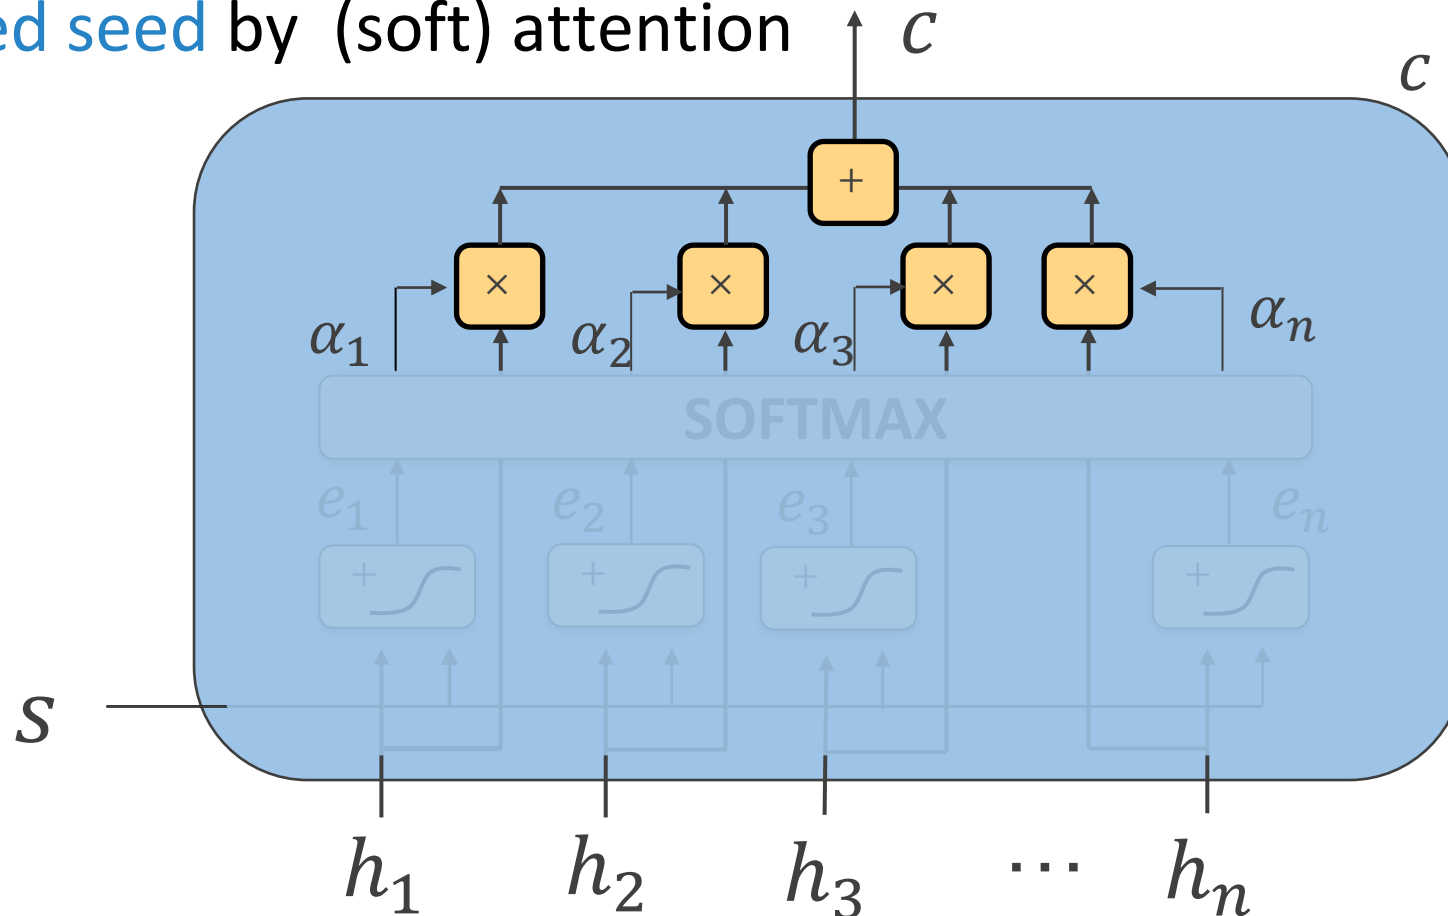 ed seed by (soft) attention
c
c
+
× × × ×
α₁ α₂ α₃ αₙ
SOFTMAX
e₁ e₂ e₃ eₙ
+ + + +
s
h₁ h₂ h₃ ⋯ hₙ